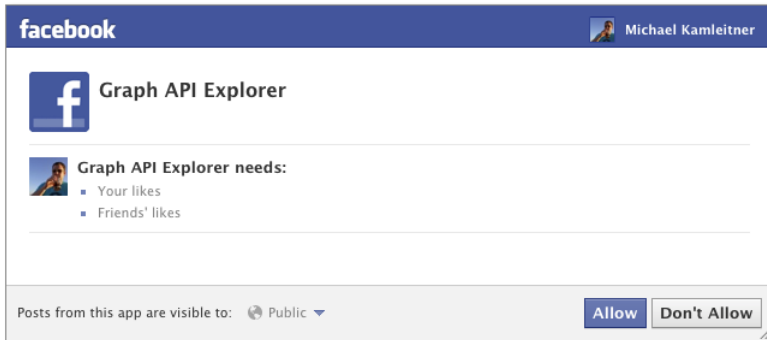 facebook
Michael Kamleitner
Graph API Explorer
Graph API Explorer needs:
Your likes
Friends' likes
Posts from this app are visible to: Public
Allow
Don't Allow